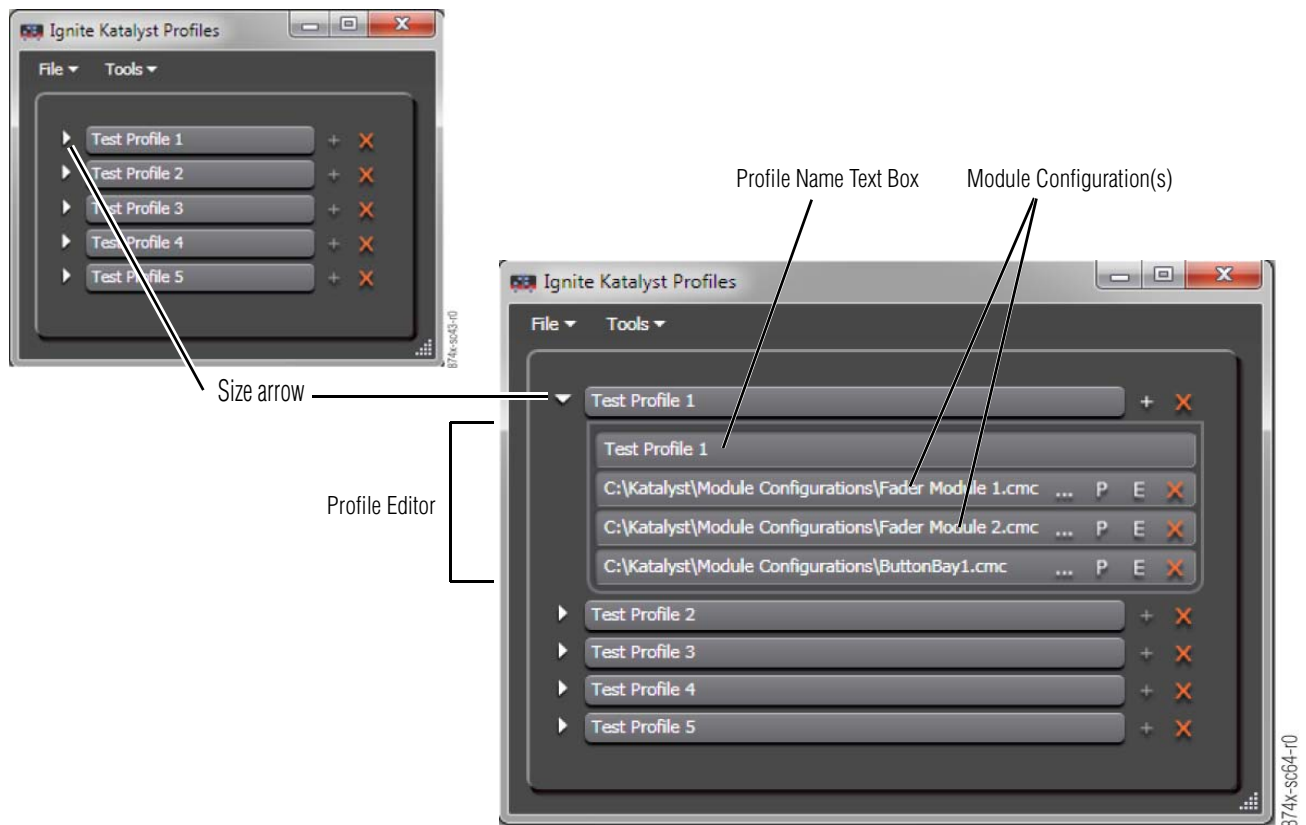 Ignite Katalyst Profiles
File Tools
Test Profile 1 + X
Test Profile 2 + X
Test Profile 3 + X
Test Profile 4 + X
Test Profile 5 + X
874x-sc43-r0
Size arrow
Profile Name Text Box
Module Configuration(s)
Profile Editor
Ignite Katalyst Profiles
File Tools
Test Profile 1 + X
Test Profile 1
C:\Katalyst\Module Configurations\Fader Module 1.cmc ... P E X
C:\Katalyst\Module Configurations\Fader Module 2.cmc ... P E X
C:\Katalyst\Module Configurations\ButtonBay1.cmc ... P E X
Test Profile 2 + X
Test Profile 3 + X
Test Profile 4 + X
Test Profile 5 + X
874x-sc64-r0